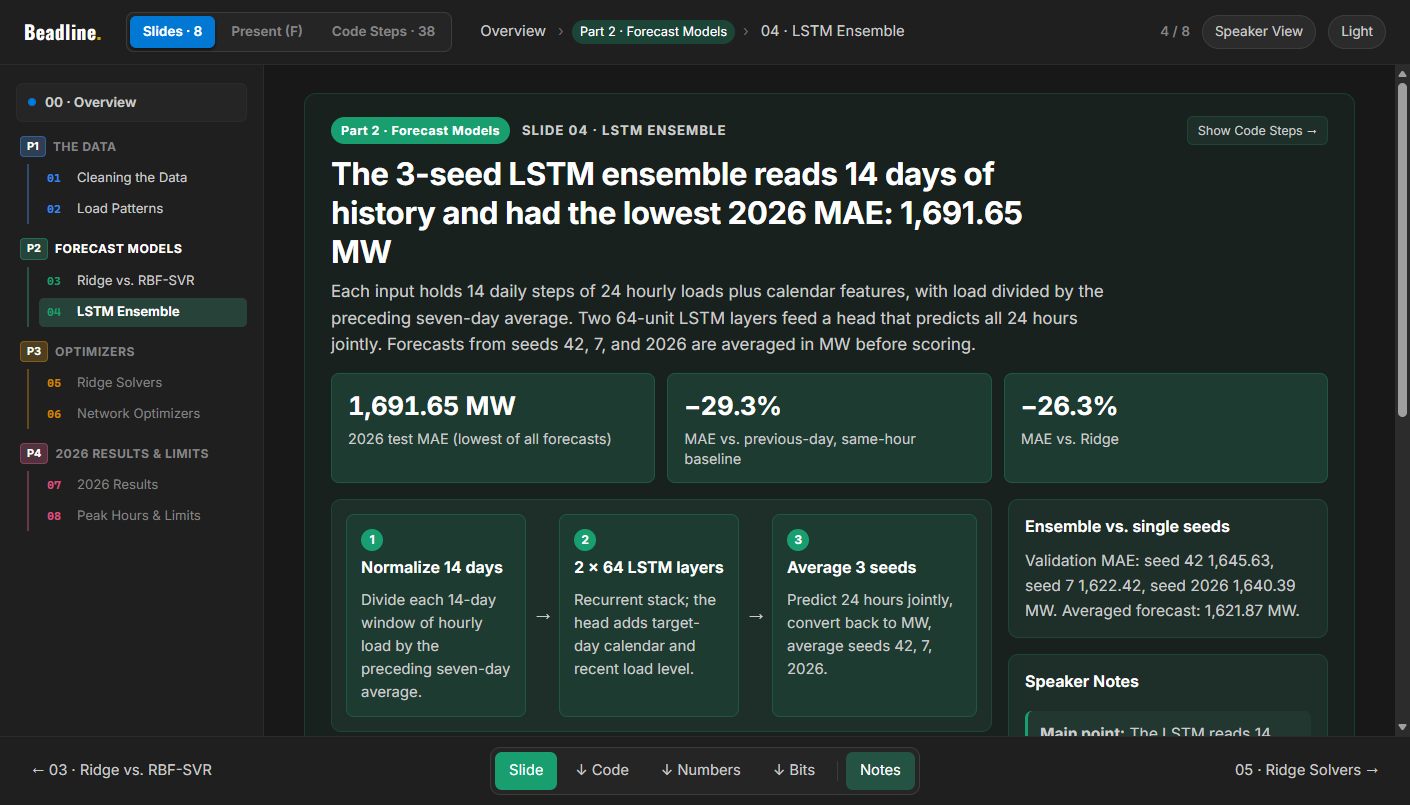 Beadline.
Slides · 8
Present (F)
Code Steps · 38
Overview › Part 2 · Forecast Models › 04 · LSTM Ensemble
4 / 8
Speaker View
Light
00 · Overview
P1 THE DATA
01 Cleaning the Data
02 Load Patterns
P2 FORECAST MODELS
03 Ridge vs. RBF-SVR
04 LSTM Ensemble
P3 OPTIMIZERS
05 Ridge Solvers
06 Network Optimizers
P4 2026 RESULTS & LIMITS
07 2026 Results
08 Peak Hours & Limits
Part 2 · Forecast Models
SLIDE 04 · LSTM ENSEMBLE
Show Code Steps →
The 3-seed LSTM ensemble reads 14 days of
history and had the lowest 2026 MAE: 1,691.65
MW
Each input holds 14 daily steps of 24 hourly loads plus calendar features, with load divided by the
preceding seven-day average. Two 64-unit LSTM layers feed a head that predicts all 24 hours
jointly. Forecasts from seeds 42, 7, and 2026 are averaged in MW before scoring.
1,691.65 MW
2026 test MAE (lowest of all forecasts)
−29.3%
MAE vs. previous-day, same-hour
baseline
−26.3%
MAE vs. Ridge
1
Normalize 14 days
Divide each 14-day
window of hourly
load by the
preceding seven-day
average.
→
2
2 × 64 LSTM layers
Recurrent stack; the
head adds target-
day calendar and
recent load level.
→
3
Average 3 seeds
Predict 24 hours jointly,
convert back to MW,
average seeds 42, 7,
2026.
Ensemble vs. single seeds
Validation MAE: seed 42 1,645.63,
seed 7 1,622.42, seed 2026 1,640.39
MW. Averaged forecast: 1,621.87 MW.
Speaker Notes
Main point: The LSTM reads 14
← 03 · Ridge vs. RBF-SVR
Slide
↓ Code
↓ Numbers
↓ Bits
Notes
05 · Ridge Solvers →